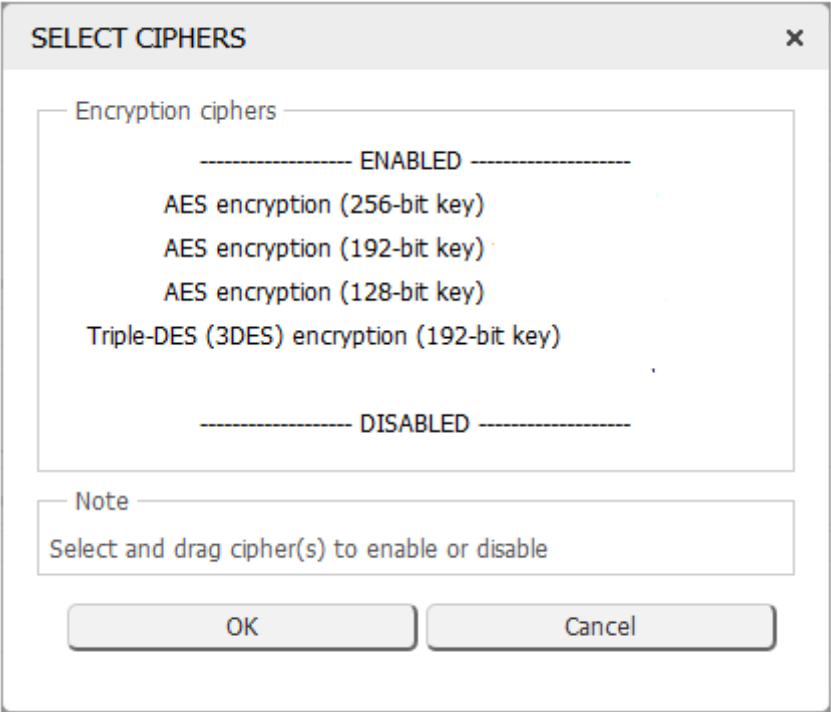 SELECT CIPHERS ×
Encryption ciphers
------------------- ENABLED --------------------
AES encryption (256-bit key)
AES encryption (192-bit key)
AES encryption (128-bit key)
Triple-DES (3DES) encryption (192-bit key)
------------------- DISABLED -------------------
Note
Select and drag cipher(s) to enable or disable
OK Cancel